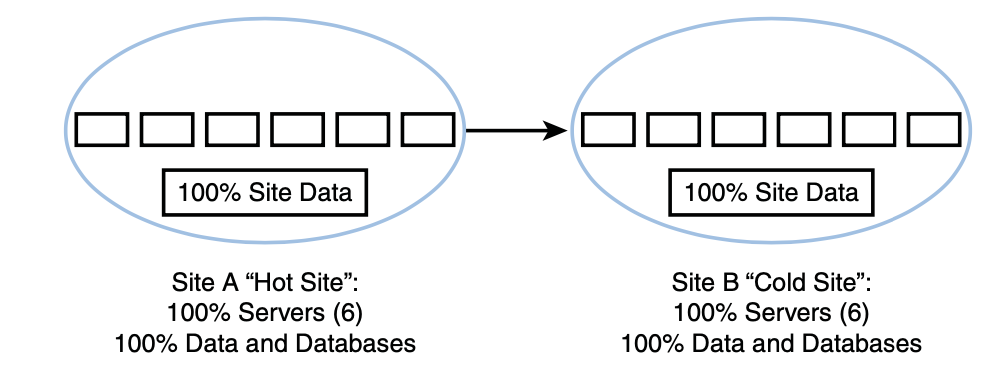 100% Site Data
100% Site Data
Site A “Hot Site”:
100% Servers (6)
100% Data and Databases
Site B “Cold Site”:
100% Servers (6)
100% Data and Databases